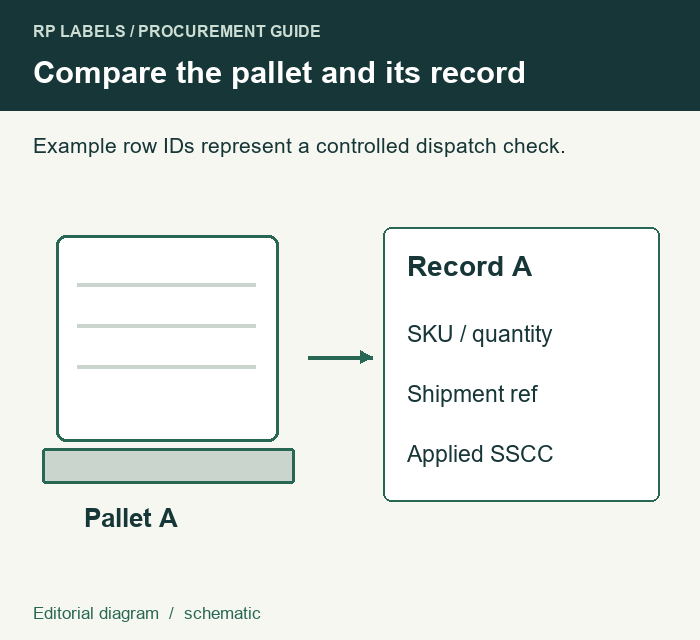 RP LABELS / PROCUREMENT GUIDE
Compare the pallet and its record
Example row IDs represent a controlled dispatch check.
Record A
SKU / quantity
Shipment ref
Applied SSCC
Pallet A
Editorial diagram / schematic